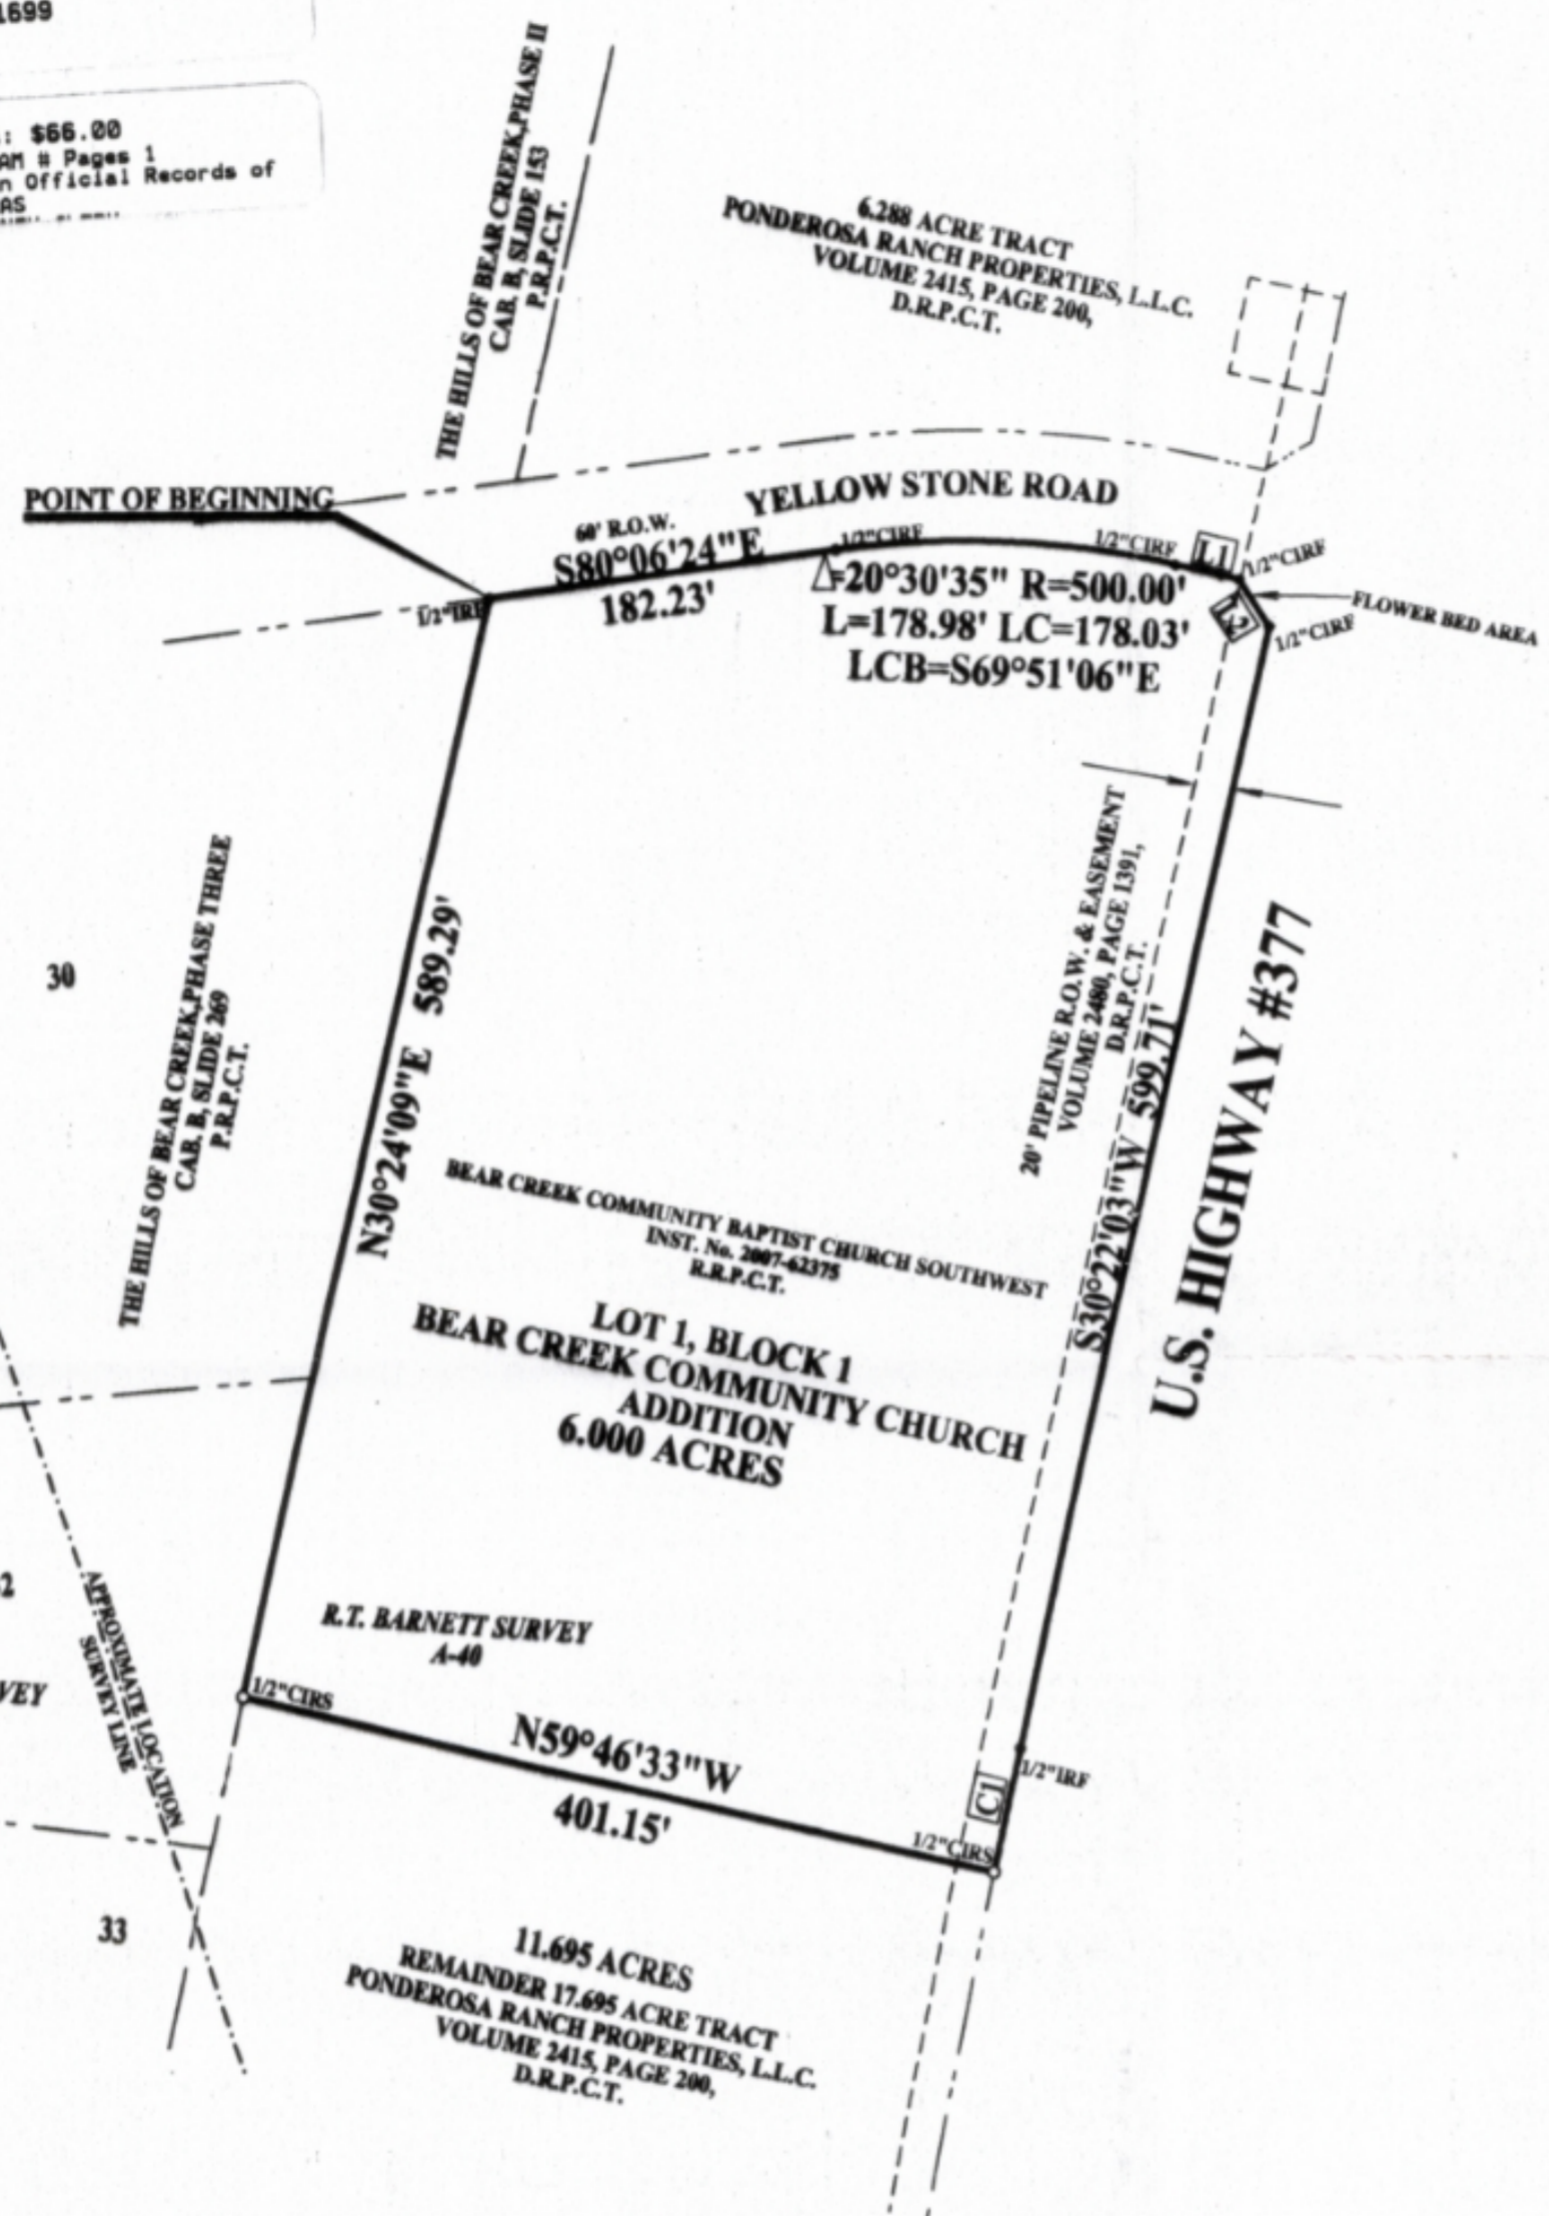 1699
: $66.00
AM # Pages 1
n Official Records of
AS
THE HILLS OF BEAR CREEK,PHASE II
CAB. B, SLIDE 153
P.R.P.C.T.
6.288 ACRE TRACT
PONDEROSA RANCH PROPERTIES, L.L.C.
VOLUME 2415, PAGE 200,
D.R.P.C.T.
POINT OF BEGINNING
YELLOW STONE ROAD
60' R.O.W.
S80°06'24"E
182.23'
1/2"IRF
1/2"CIRF
1/2"CIRF
L1
1/2"CIRF
Δ=20°30'35" R=500.00'
L=178.98' LC=178.03'
LCB=S69°51'06"E
L2
FLOWER BED AREA
1/2"CIRF
N30°24'09"E 589.29'
THE HILLS OF BEAR CREEK,PHASE THREE
CAB. B, SLIDE 269
P.R.P.C.T.
30
20' PIPELINE R.O.W. & EASEMENT
VOLUME 2480, PAGE 1391,
D.R.P.C.T.
S30°22'03"W 599.71'
U.S. HIGHWAY #377
BEAR CREEK COMMUNITY BAPTIST CHURCH SOUTHWEST
INST. No. 2007-62375
R.R.P.C.T.
LOT 1, BLOCK 1
BEAR CREEK COMMUNITY CHURCH
ADDITION
6.000 ACRES
R.T. BARNETT SURVEY
A-40
2
VEY
APPROXIMATE LOCATION
SURVEY LINE
1/2"CIRS
N59°46'33"W
401.15'
C1
1/2"IRF
1/2"CIRS
33
11.695 ACRES
REMAINDER 17.695 ACRE TRACT
PONDEROSA RANCH PROPERTIES, L.L.C.
VOLUME 2415, PAGE 200,
D.R.P.C.T.